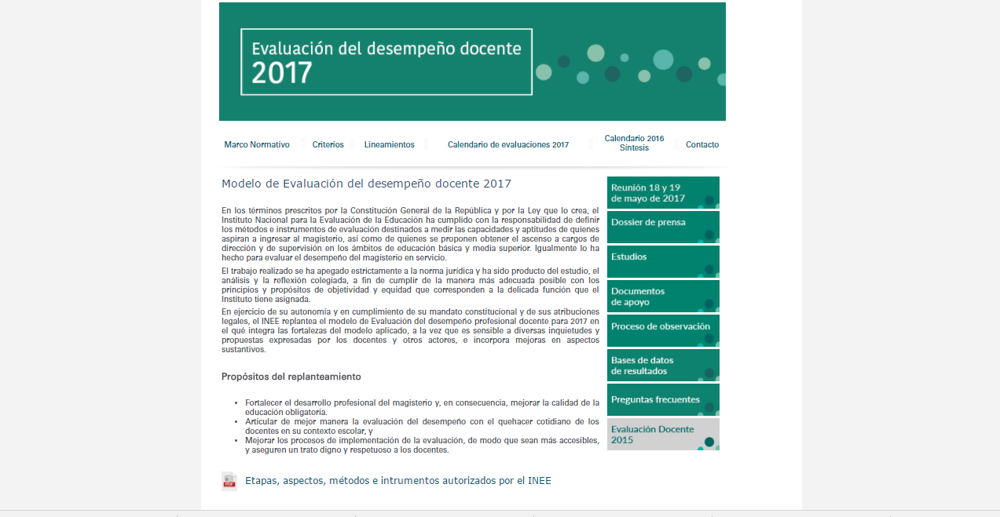 Evaluación del desempeño docente
2017
Marco Normativo
Criterios
Lineamientos
Calendario de evaluaciones 2017
Calendario 2016
Síntesis
Contacto
Modelo de Evaluación del desempeño docente 2017
En los términos prescritos por la Constitución General de la República y por la Ley que lo crea, el
Instituto Nacional para la Evaluación de la Educación ha cumplido con la responsabilidad de definir
los métodos e instrumentos de evaluación destinados a medir las capacidades y aptitudes de quienes
aspiran a ingresar al magisterio, así como de quienes se proponen obtener el ascenso a cargos de
dirección y de supervisión en los ámbitos de educación básica y media superior. Igualmente lo ha
hecho para evaluar el desempeño del magisterio en servicio.
El trabajo realizado se ha apegado estrictamente a la norma jurídica y ha sido producto del estudio, el
análisis y la reflexión colegiada, a fin de cumplir de la manera más adecuada posible con los
principios y propósitos de objetividad y equidad que corresponden a la delicada función que el
Instituto tiene asignada.
En ejercicio de su autonomía y en cumplimiento de su mandato constitucional y de sus atribuciones
legales, el INEE replantea el modelo de Evaluación del desempeño profesional docente para 2017 en
el qué integra las fortalezas del modelo aplicado, a la vez que es sensible a diversas inquietudes y
propuestas expresadas por los docentes y otros actores, e incorpora mejoras en aspectos
sustantivos.
Propósitos del replanteamiento
• Fortalecer el desarrollo profesional del magisterio y, en consecuencia, mejorar la calidad de la
educación obligatoria.
• Articular de mejor manera la evaluación del desempeño con el quehacer cotidiano de los
docentes en su contexto escolar, y
• Mejorar los procesos de implementación de la evaluación, de modo que sean más accesibles,
y aseguren un trato digno y respetuoso a los docentes.
PDF
Etapas, aspectos, métodos e intrumentos autorizados por el INEE
Reunión 18 y 19
de mayo de 2017
Dossier de prensa
Estudios
Documentos
de apoyo
Proceso de observación
Bases de datos
de resultados
Preguntas frecuentes
Evaluación Docente
2015